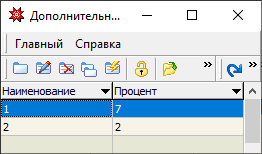 Дополнительн...
Главный Справка
Наименование Процент
1 7
2 2